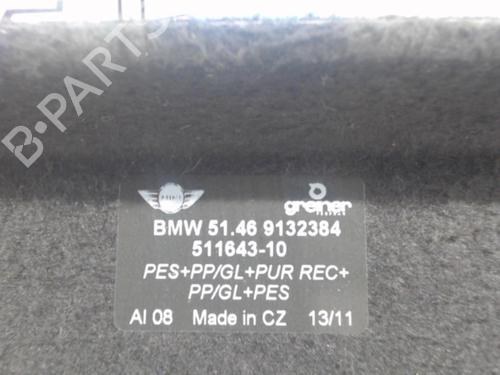 B-PARTS
MINI
greiner
BMW 51.46 9132384
511643-10
PES+PP/GL+PUR REC+
PP/GL+PES
AI 08 Made in CZ 13/11